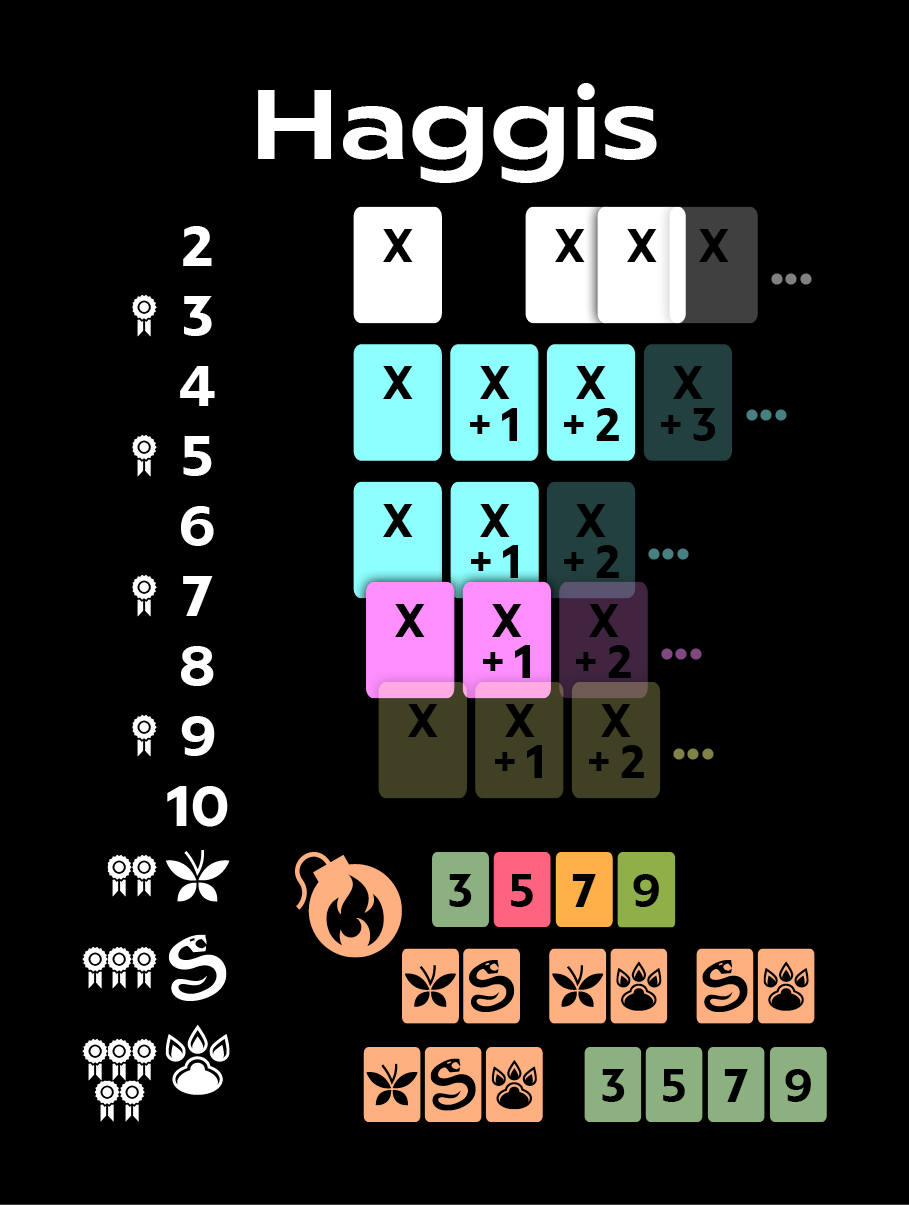 Haggis
2
3
4
5
6
7
8
9
10
X X X X ...
X X +1 X +2 X +3 ...
X X +1 X +2 ...
X X +1 X +2 ...
X X +1 X +2 ...
3 5 7 9
3 5 7 9